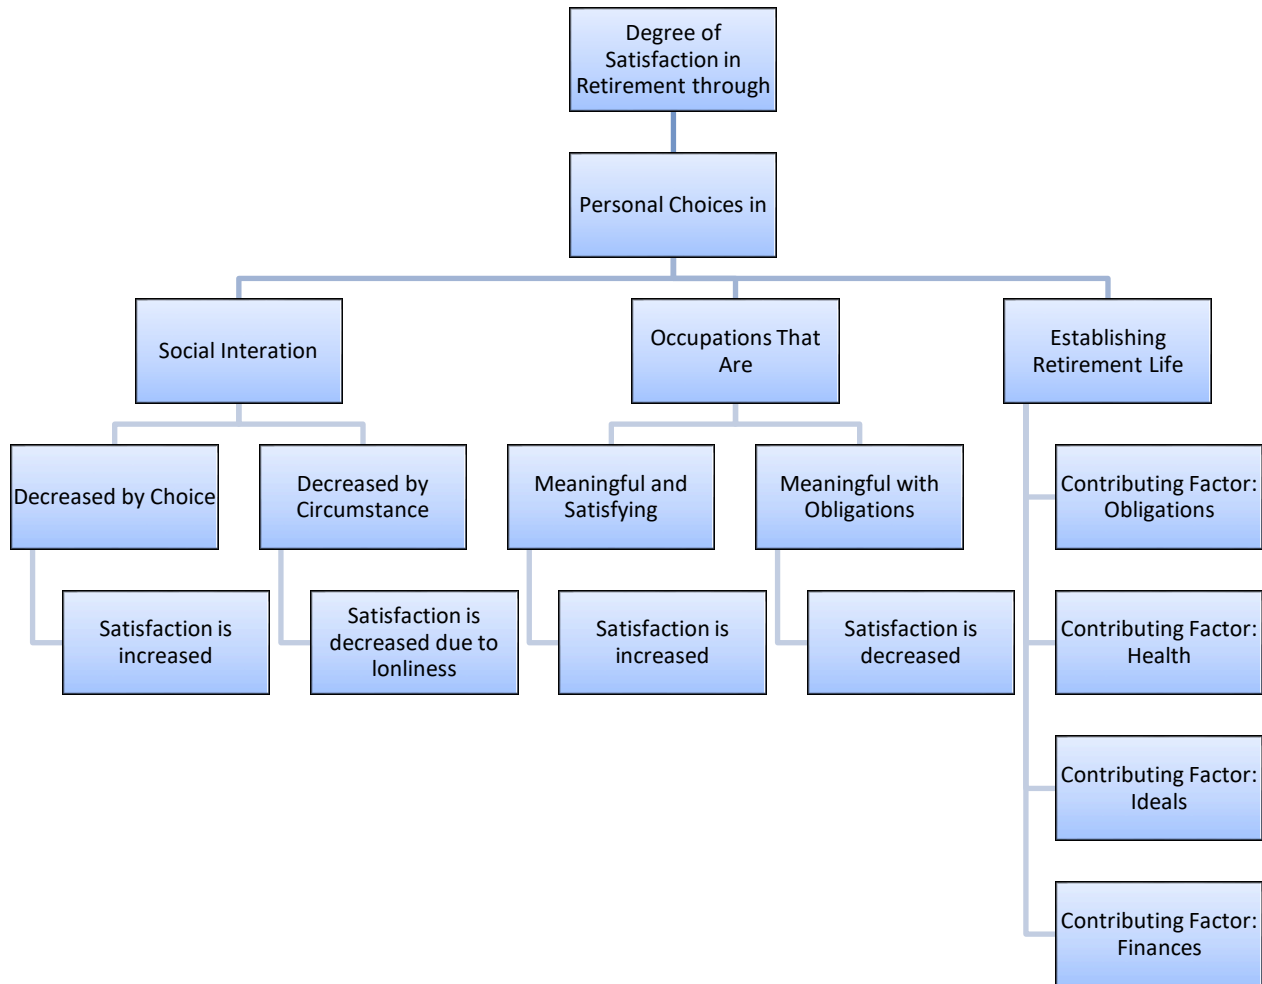 Degree of
Satisfaction in
Retirement through
Personal Choices in
Social Interation
Occupations That
Are
Establishing
Retirement Life
Decreased by Choice
Decreased by
Circumstance
Meaningful and
Satisfying
Meaningful with
Obligations
Contributing Factor:
Obligations
Satisfaction is
increased
Satisfaction is
decreased due to
lonliness
Satisfaction is
increased
Satisfaction is
decreased
Contributing Factor:
Health
Contributing Factor:
Ideals
Contributing Factor:
Finances